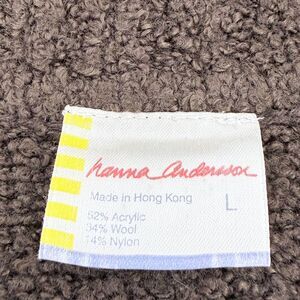 hanna andersson
Made in Hong Kong
L
52% Acrylic
34% Wool
14% Nylon